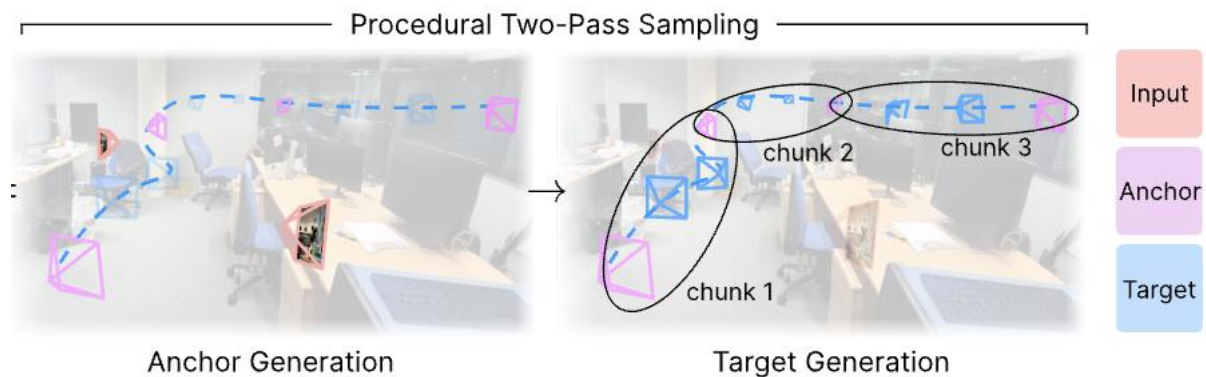 Procedural Two-Pass Sampling
chunk 1
chunk 2
chunk 3
Input
Anchor
Target
Anchor Generation
Target Generation